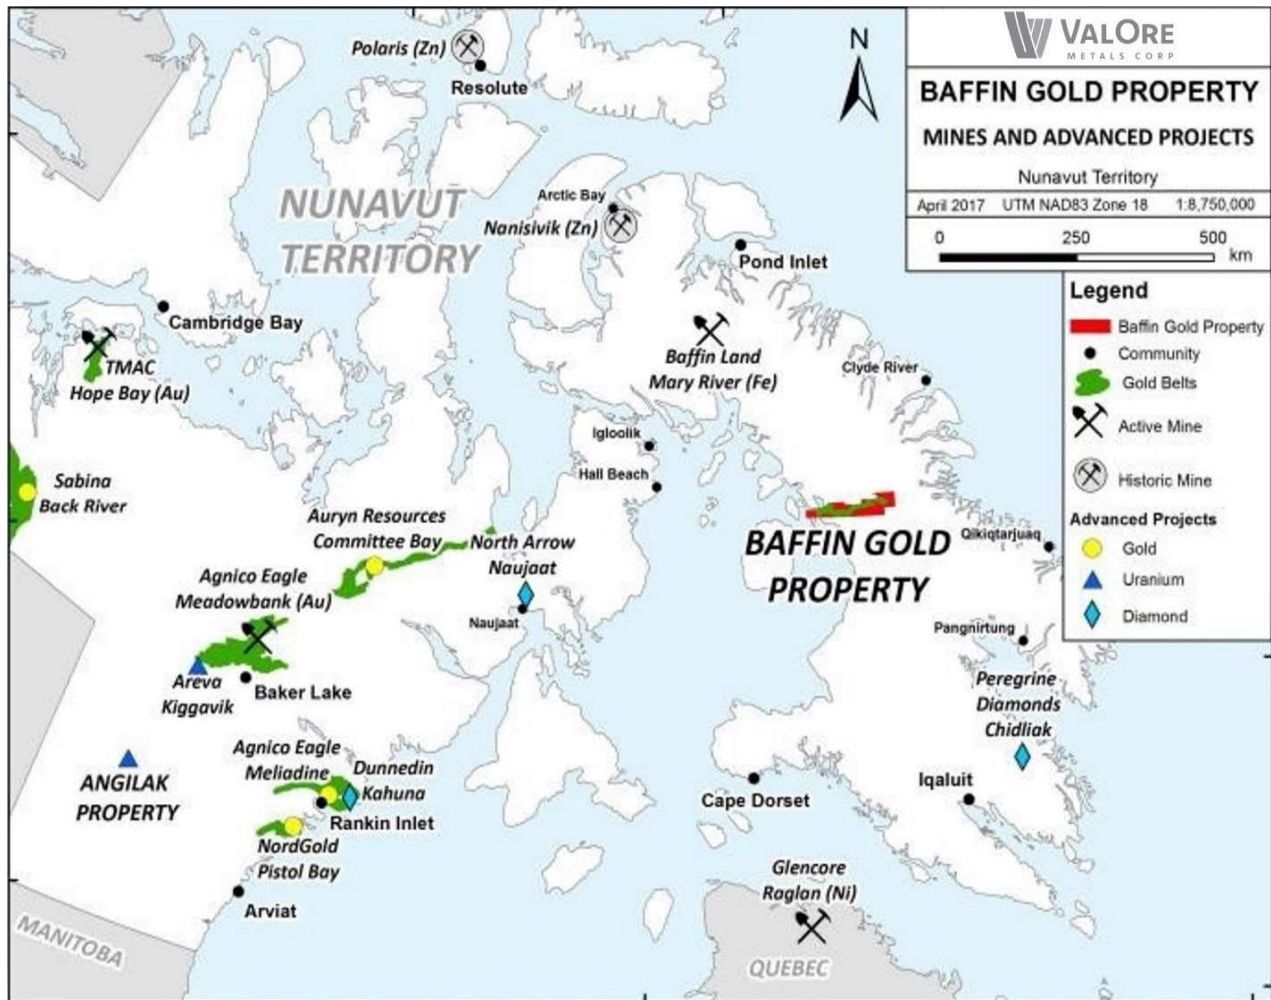 VALORE
METALS CORP
BAFFIN GOLD PROPERTY
MINES AND ADVANCED PROJECTS
Nunavut Territory
April 2017 UTM NAD83 Zone 18 1:8,750,000
0 250 500
km
Legend
Baffin Gold Property
Community
Gold Belts
Active Mine
Historic Mine
Advanced Projects
Gold
Uranium
Diamond
N
Polaris (Zn)
Resolute
NUNAVUT
TERRITORY
Arctic Bay
Nanisivik (Zn)
Pond Inlet
Cambridge Bay
TMAC
Hope Bay (Au)
Baffin Land
Mary River (Fe)
Clyde River
Igloolik
Hall Beach
Sabina
Back River
Auryn Resources
Committee Bay
North Arrow
Naujaat
Naujaat
BAFFIN GOLD
PROPERTY
Qikiqtarjuaq
Agnico Eagle
Meadowbank (Au)
Pangnirtung
Areva
Kiggavik
Baker Lake
Peregrine
Diamonds
Chidliak
Agnico Eagle
Meliadine
Dunnedin
Kahuna
ANGILAK
PROPERTY
Rankin Inlet
Cape Dorset
Iqaluit
NordGold
Pistol Bay
Arviat
Glencore
Raglan (Ni)
MANITOBA
QUEBEC